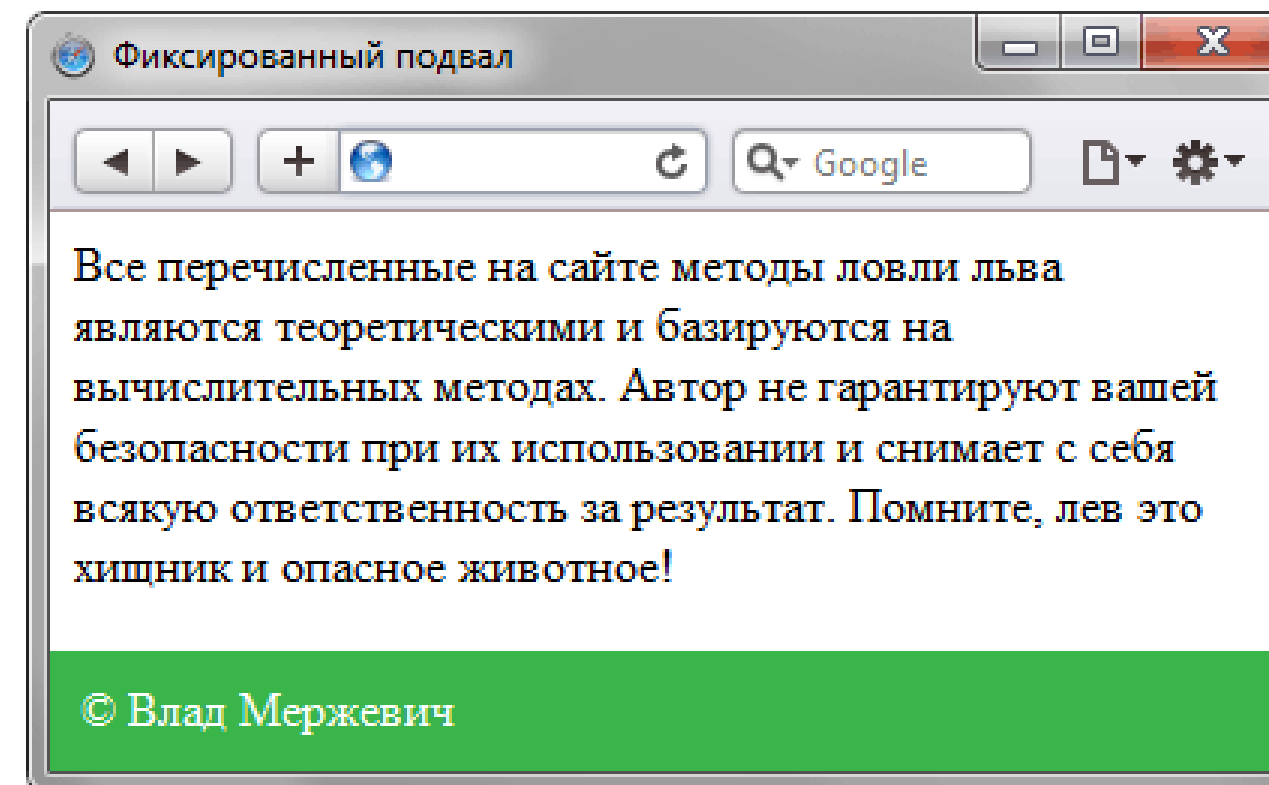 Фиксированный подвал
Google
Все перечисленные на сайте методы ловли льва
являются теоретическими и базируются на
вычислительных методах. Автор не гарантируют вашей
безопасности при их использовании и снимает с себя
всякую ответственность за результат. Помните, лев это
хищник и опасное животное!
© Влад Мержевич